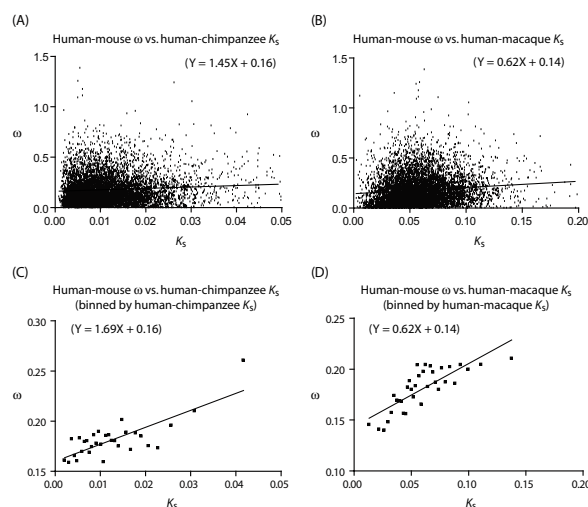 (A)
Human-mouse ω vs. human-chimpanzee Ks
(Y = 1.45X + 0.16)
1.5
1.0
ω
0.5
0.0
0.00 0.01 0.02 0.03 0.04 0.05
Ks
(B)
Human-mouse ω vs. human-macaque Ks
(Y = 0.62X + 0.14)
1.5
1.0
ω
0.5
0.0
0.00 0.05 0.10 0.15 0.20
Ks
(C)
Human-mouse ω vs. human-chimpanzee Ks
(binned by human-chimpanzee Ks)
0.30
(Y = 1.69X + 0.16)
0.25
ω
0.20
0.15
0.00 0.01 0.02 0.03 0.04 0.05
Ks
(D)
Human-mouse ω vs. human-macaque Ks
(binned by human-macaque Ks)
0.25
(Y = 0.62X + 0.14)
0.20
ω
0.15
0.10
0.00 0.05 0.10 0.15 0.20
Ks